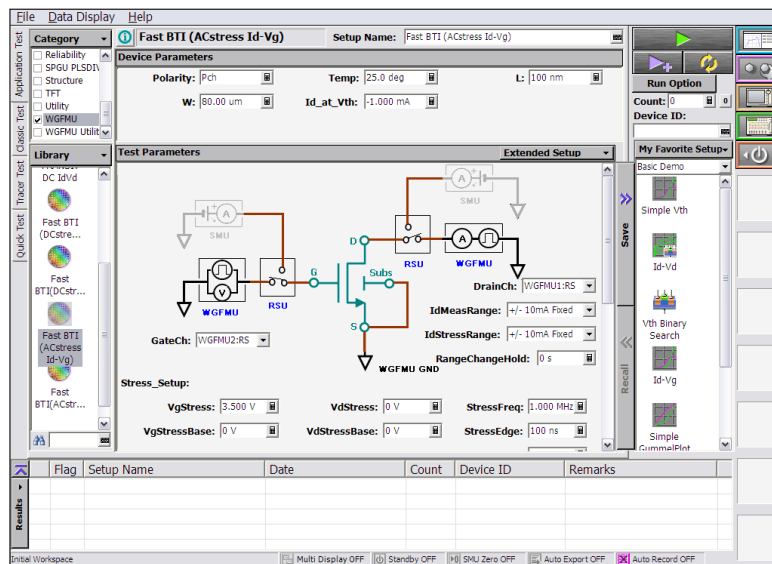 File Data Display Help
Application Test
Classic Test
Tracer Test
Quick Test
Category
Reliability
SPGU PLSDIV
Structure
TFT
Utility
WGFMU
WGFMU Utilit
Library
DC IdVd
Fast BTI
(DCstre...
Fast
BTI(DCstr...
Fast BTI
(ACstress
Id-Vg)
Fast
BTI(ACstr...
Fast BTI (ACstress Id-Vg)
Setup Name: Fast BTI (ACstress Id-Vg)
Device Parameters
Polarity: Pch
Temp: 25.0 deg
L: 100 nm
W: 80.00 um
Id_at_Vth: -1.000 mA
Test Parameters
Extended Setup
SMU
SMU
D
RSU
WGFMU
G
Subs
WGFMU
RSU
S
WGFMU GND
DrainCh: WGFMU1:RS
IdMeasRange: +/- 10mA Fixed
IdStressRange: +/- 10mA Fixed
GateCh: WGFMU2:RS
RangeChangeHold: 0 s
Stress_Setup:
VgStress: 3.500 V
VdStress: 0 V
StressFreq: 1.000 MHz
VgStressBase: 0 V
VdStressBase: 0 V
StressEdge: 100 ns
Save
Recall
Run Option
Count: 0
0
Device ID:
My Favorite Setup
Basic Demo
Simple Vth
Id-Vd
Vth Binary
Search
Id-Vg
Simple
GummelPlot
Results
Flag Setup Name Date Count Device ID Remarks
Initial Workspace
Multi Display OFF Standby OFF SMU Zero OFF Auto Export OFF Auto Record OFF